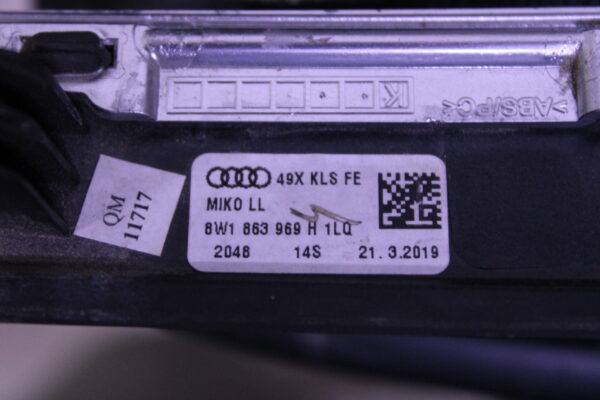 K
>ABS/PC<
49X KLS FE
MIKO LL
8W1 863 969 H 1LQ
2048 14S 21.3.2019
QM
11717